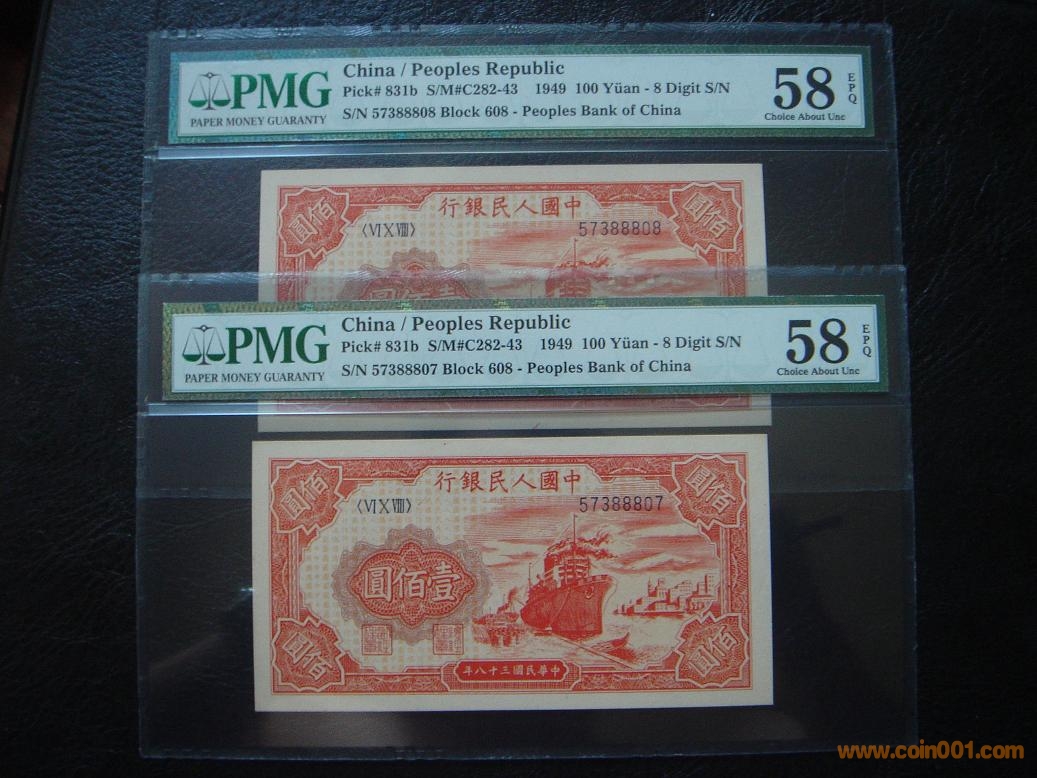 PMG
PAPER MONEY GUARANTY
China / Peoples Republic
Pick# 831b S/M#C282-43 1949 100 Yüan - 8 Digit S/N
S/N 57388808 Block 608 - Peoples Bank of China
58
EPQ
Choice About Unc
行銀民人國中
〈VI X VIII〉
57388808
圓佰
圓佰
圓佰壹
PMG
PAPER MONEY GUARANTY
China / Peoples Republic
Pick# 831b S/M#C282-43 1949 100 Yüan - 8 Digit S/N
S/N 57388807 Block 608 - Peoples Bank of China
58
EPQ
Choice About Unc
行銀民人國中
〈VI X VIII〉
57388807
圓佰
圓佰
圓佰壹
圓佰
圓佰
年八十三國民華中
www.coin001.com